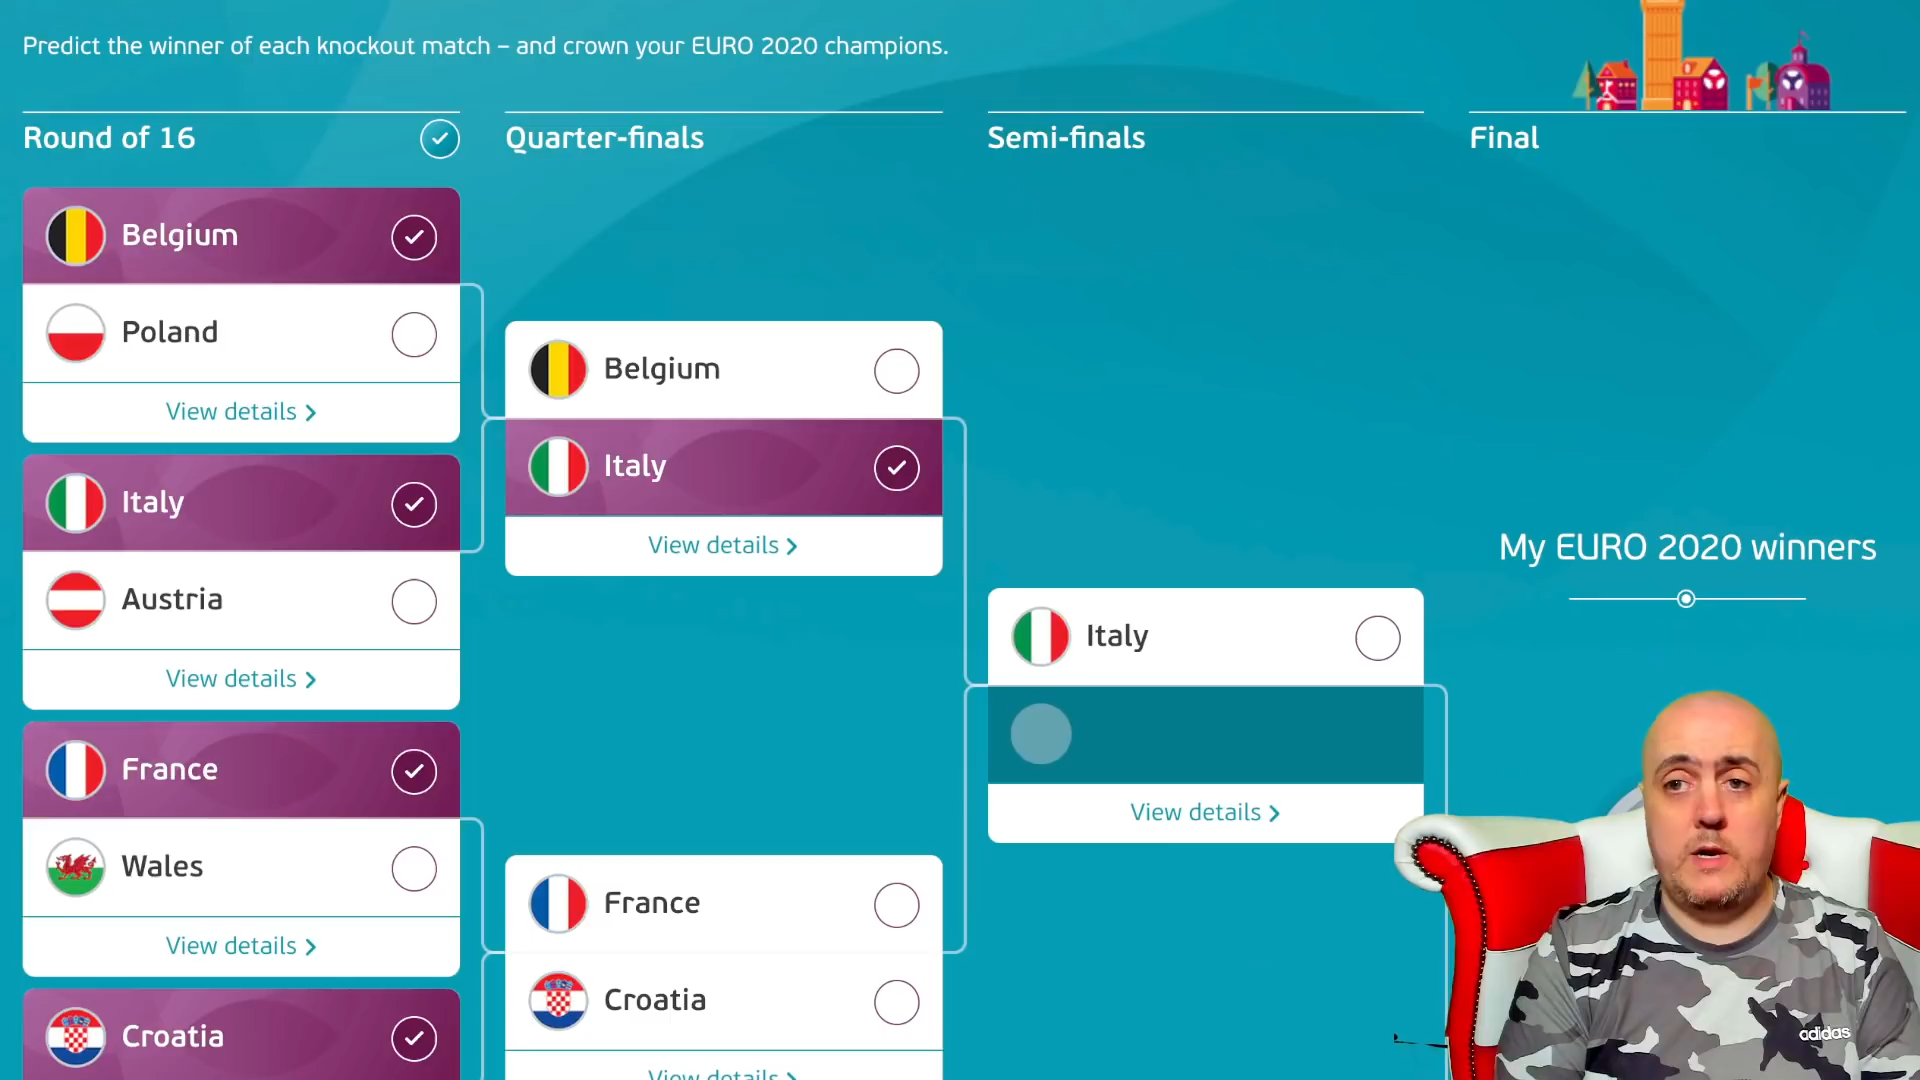 Predict the winner of each knockout match – and crown your EURO 2020 champions.
Round of 16
Quarter-finals
Semi-finals
Final
Belgium
Poland
View details
Italy
Austria
View details
France
Wales
View details
Croatia
Belgium
Italy
View details
France
Croatia
View details
Italy
View details
My EURO 2020 winners
adidas